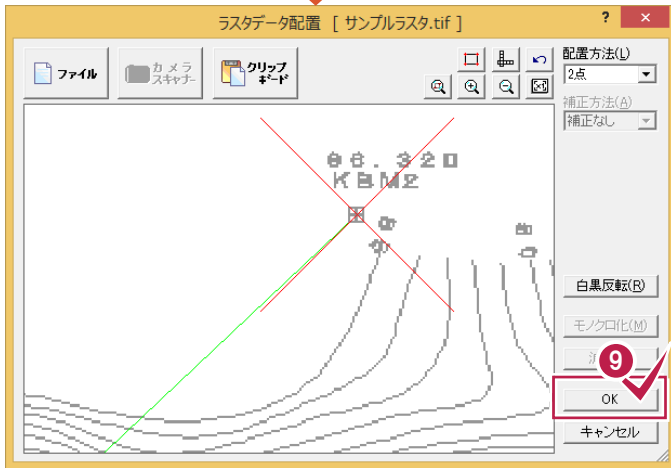 ラスタデータ配置 [ サンプルラスタ.tif ]
? ×
ファイル
カメラ
スキャナー
クリップ
ボード
配置方法(L)
2点
補正方法(A)
補正なし
96.320
KBM2
白黒反転(R)
モノクロ化(M)
9
OK
キャンセル